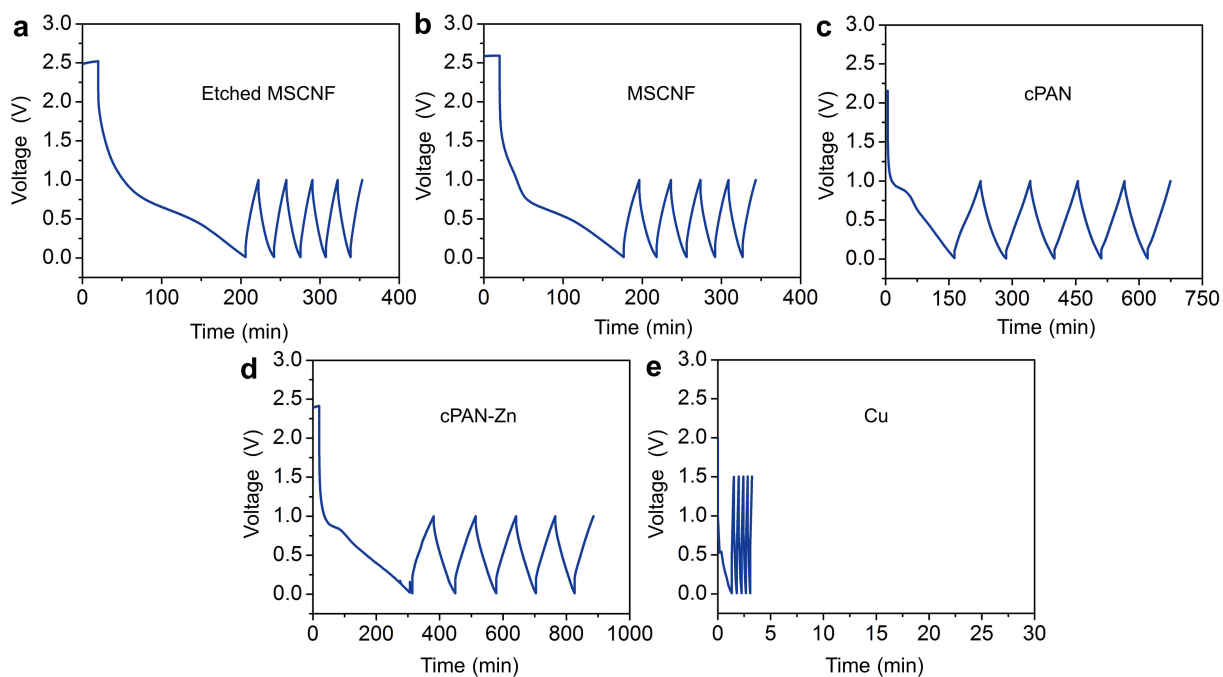 a
3.0
2.5
2.0
1.5
1.0
0.5
0.0
Voltage (V)
Etched MSCNF
0 100 200 300 400
Time (min)
b
3.0
2.5
2.0
1.5
1.0
0.5
0.0
Voltage (V)
MSCNF
0 100 200 300 400
Time (min)
c
3.0
2.5
2.0
1.5
1.0
0.5
0.0
Voltage (V)
cPAN
0 150 300 450 600 750
Time (min)
d
3.0
2.5
2.0
1.5
1.0
0.5
0.0
Voltage (V)
cPAN-Zn
0 200 400 600 800 1000
Time (min)
e
3.0
2.5
2.0
1.5
1.0
0.5
0.0
Voltage (V)
Cu
0 5 10 15 20 25 30
Time (min)